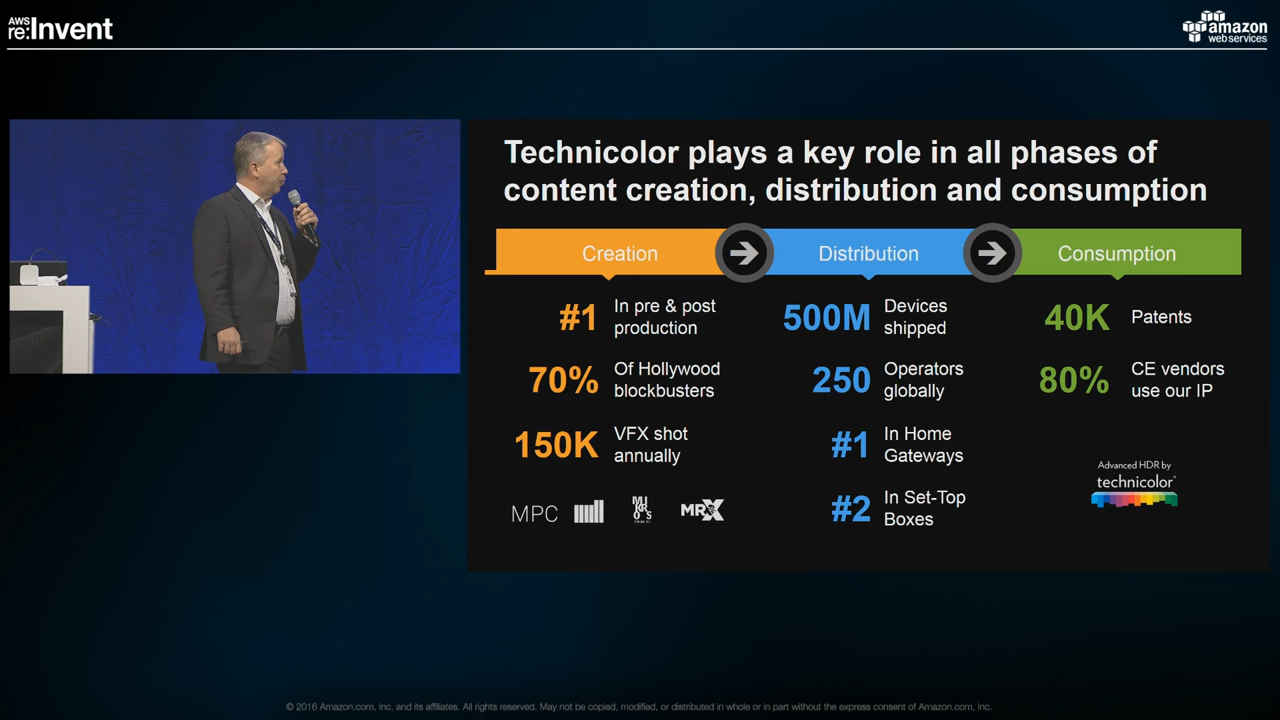 AWS
re:Invent
amazon
web services
Technicolor plays a key role in all phases of
content creation, distribution and consumption
Creation
Distribution
Consumption
#1
In pre & post
production
70%
Of Hollywood
blockbusters
150K
VFX shot
annually
MPC
MR.X
500M
Devices
shipped
250
Operators
globally
#1
In Home
Gateways
#2
In Set-Top
Boxes
40K
Patents
80%
CE vendors
use our IP
Advanced HDR by
technicolor
© 2016 Amazon.com, Inc. and its affiliates. All rights reserved. May not be copied, modified, or distributed in whole or in part without the express consent of Amazon.com, Inc.